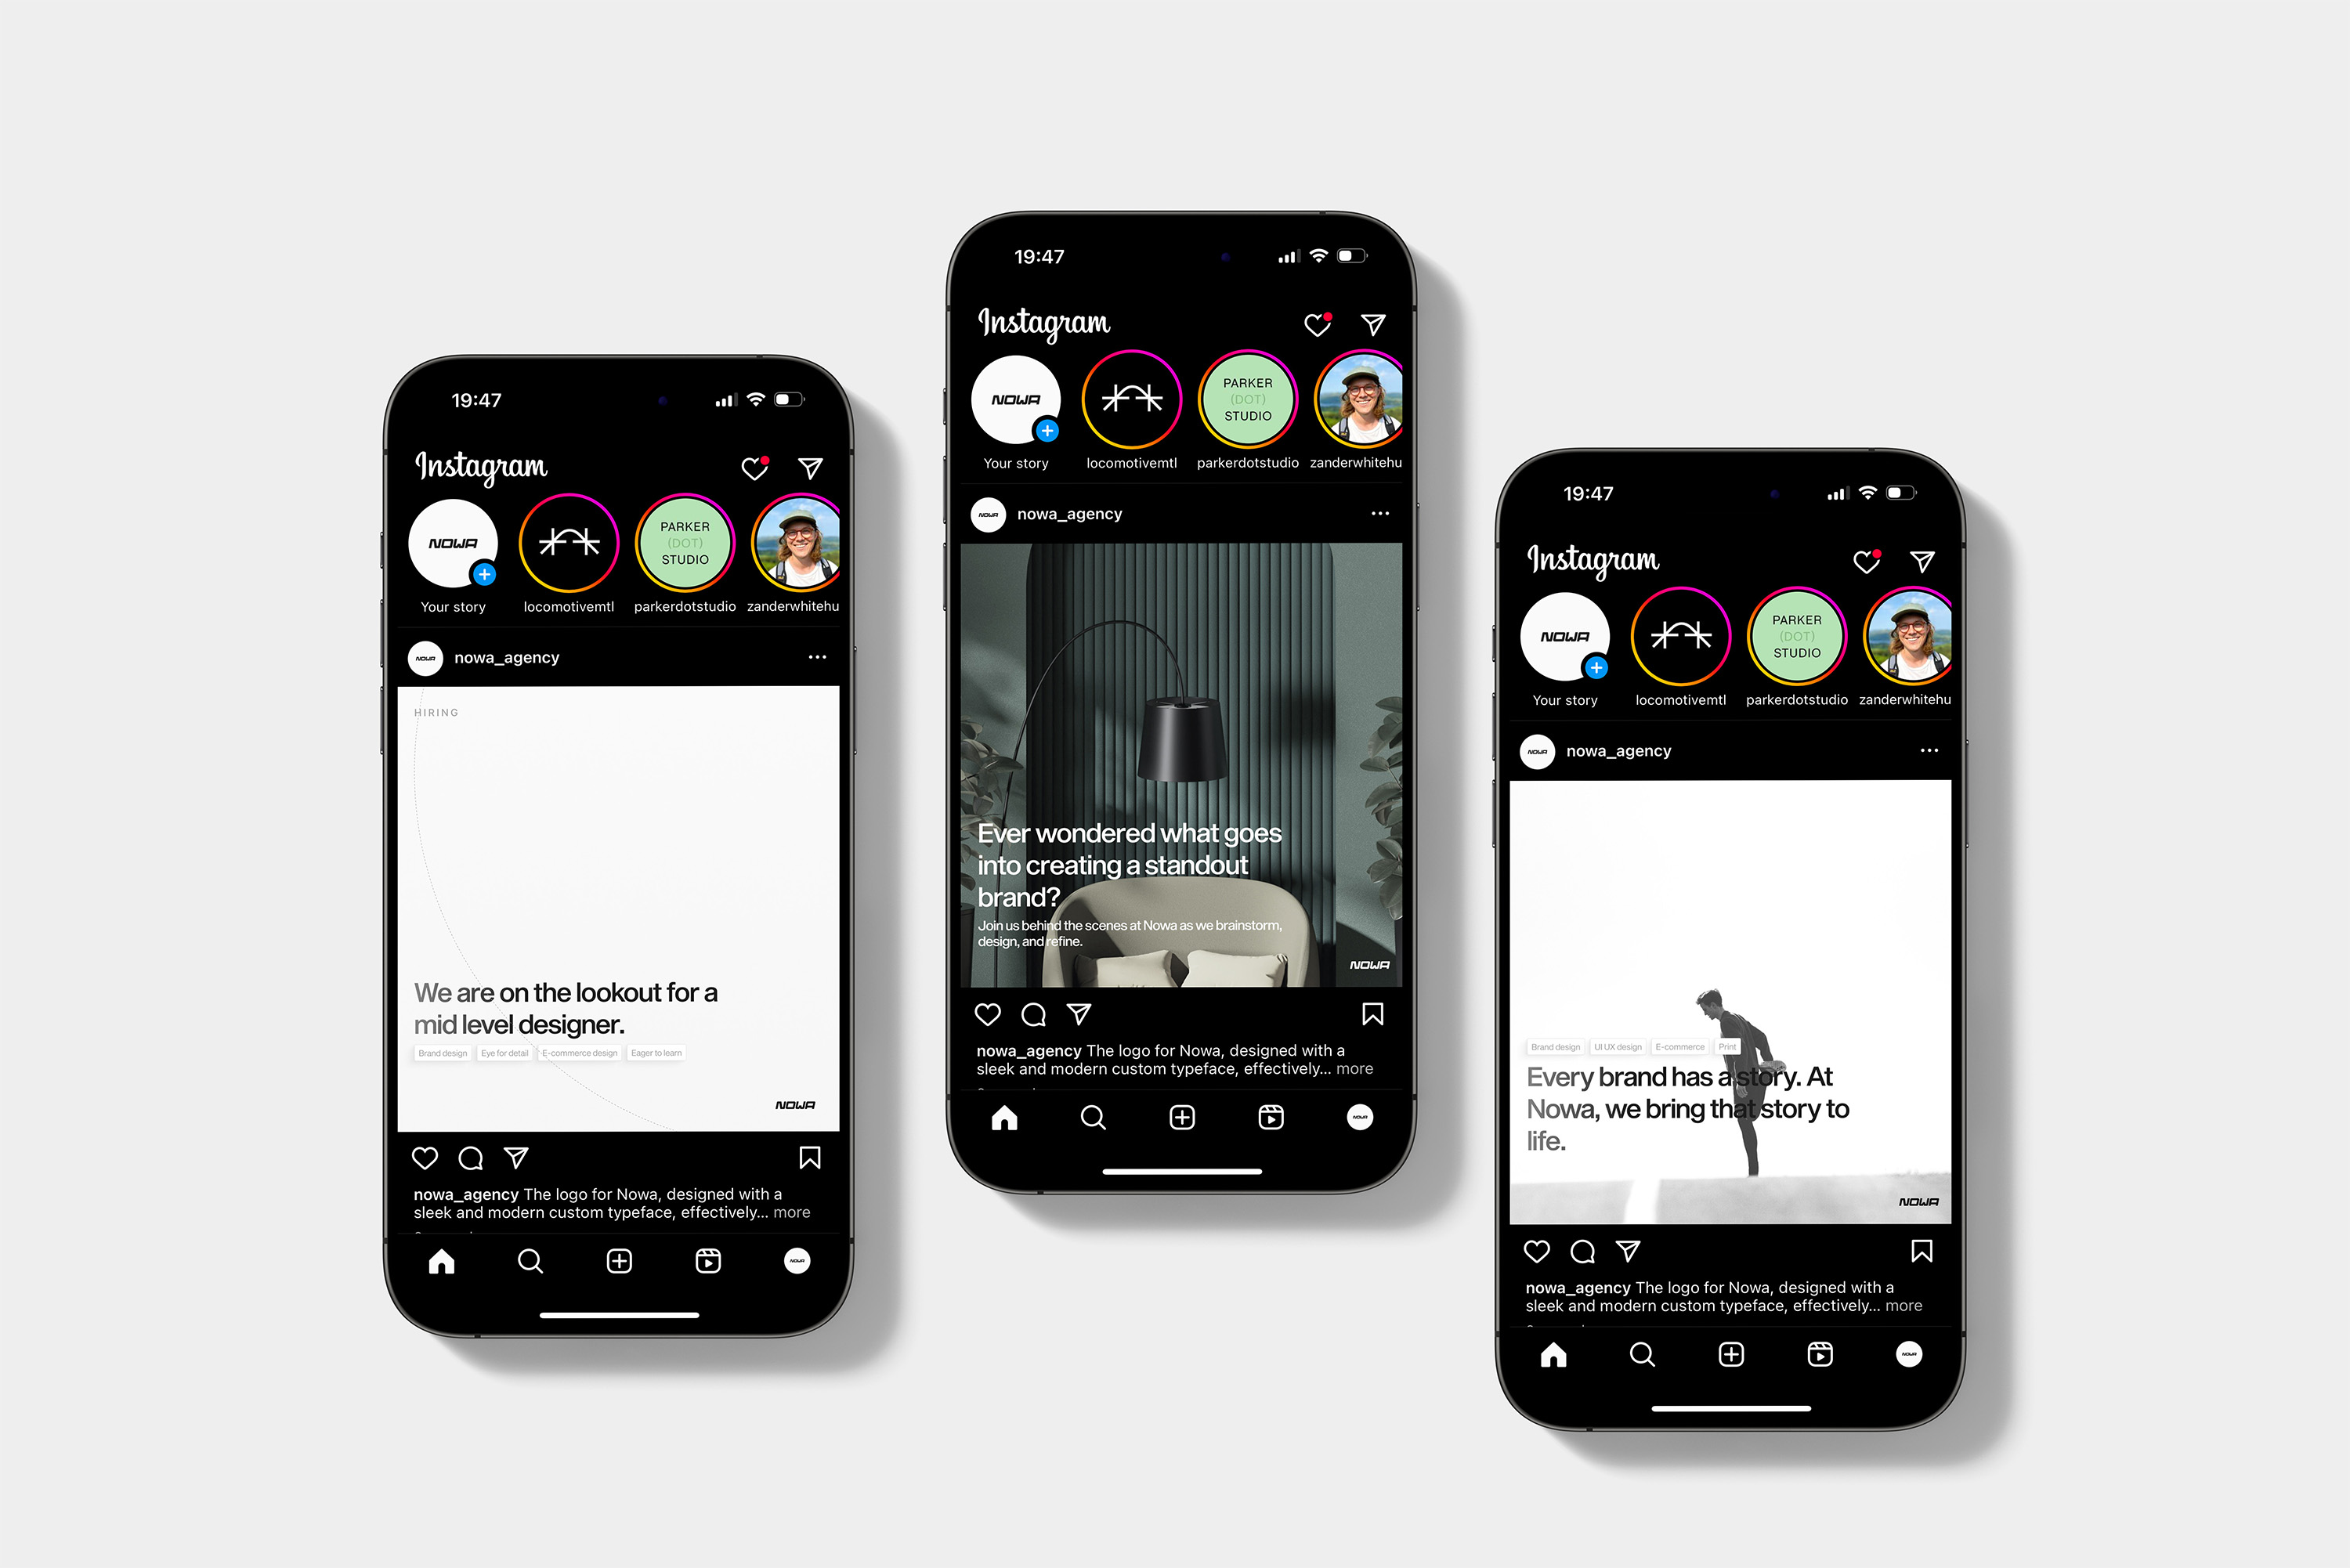 19:47
Instagram
NOWA
PARKER
(DOT)
STUDIO
Your story
locomotivemtl
parkerdotstudio
zanderwhitehu
NOWA
nowa_agency
HIRING
We are on the lookout for a
mid level designer.
Brand design
Eye for detail
E-commerce design
Eager to learn
NOWA
nowa_agency The logo for Nowa, designed with a
sleek and modern custom typeface, effectively... more
NOWA
19:47
Instagram
NOWA
PARKER
(DOT)
STUDIO
Your story
locomotivemtl
parkerdotstudio
zanderwhitehu
NOWA
nowa_agency
Ever wondered what goes
into creating a standout
brand?
Join us behind the scenes at Nowa as we brainstorm,
design, and refine.
NOWA
nowa_agency The logo for Nowa, designed with a
sleek and modern custom typeface, effectively... more
NOWA
19:47
Instagram
NOWA
PARKER
(DOT)
STUDIO
Your story
locomotivemtl
parkerdotstudio
zanderwhitehu
NOWA
nowa_agency
Brand design
UI UX design
E-commerce
Print
Every brand has a story. At
Nowa, we bring that story to
life.
NOWA
nowa_agency The logo for Nowa, designed with a
sleek and modern custom typeface, effectively... more
NOWA